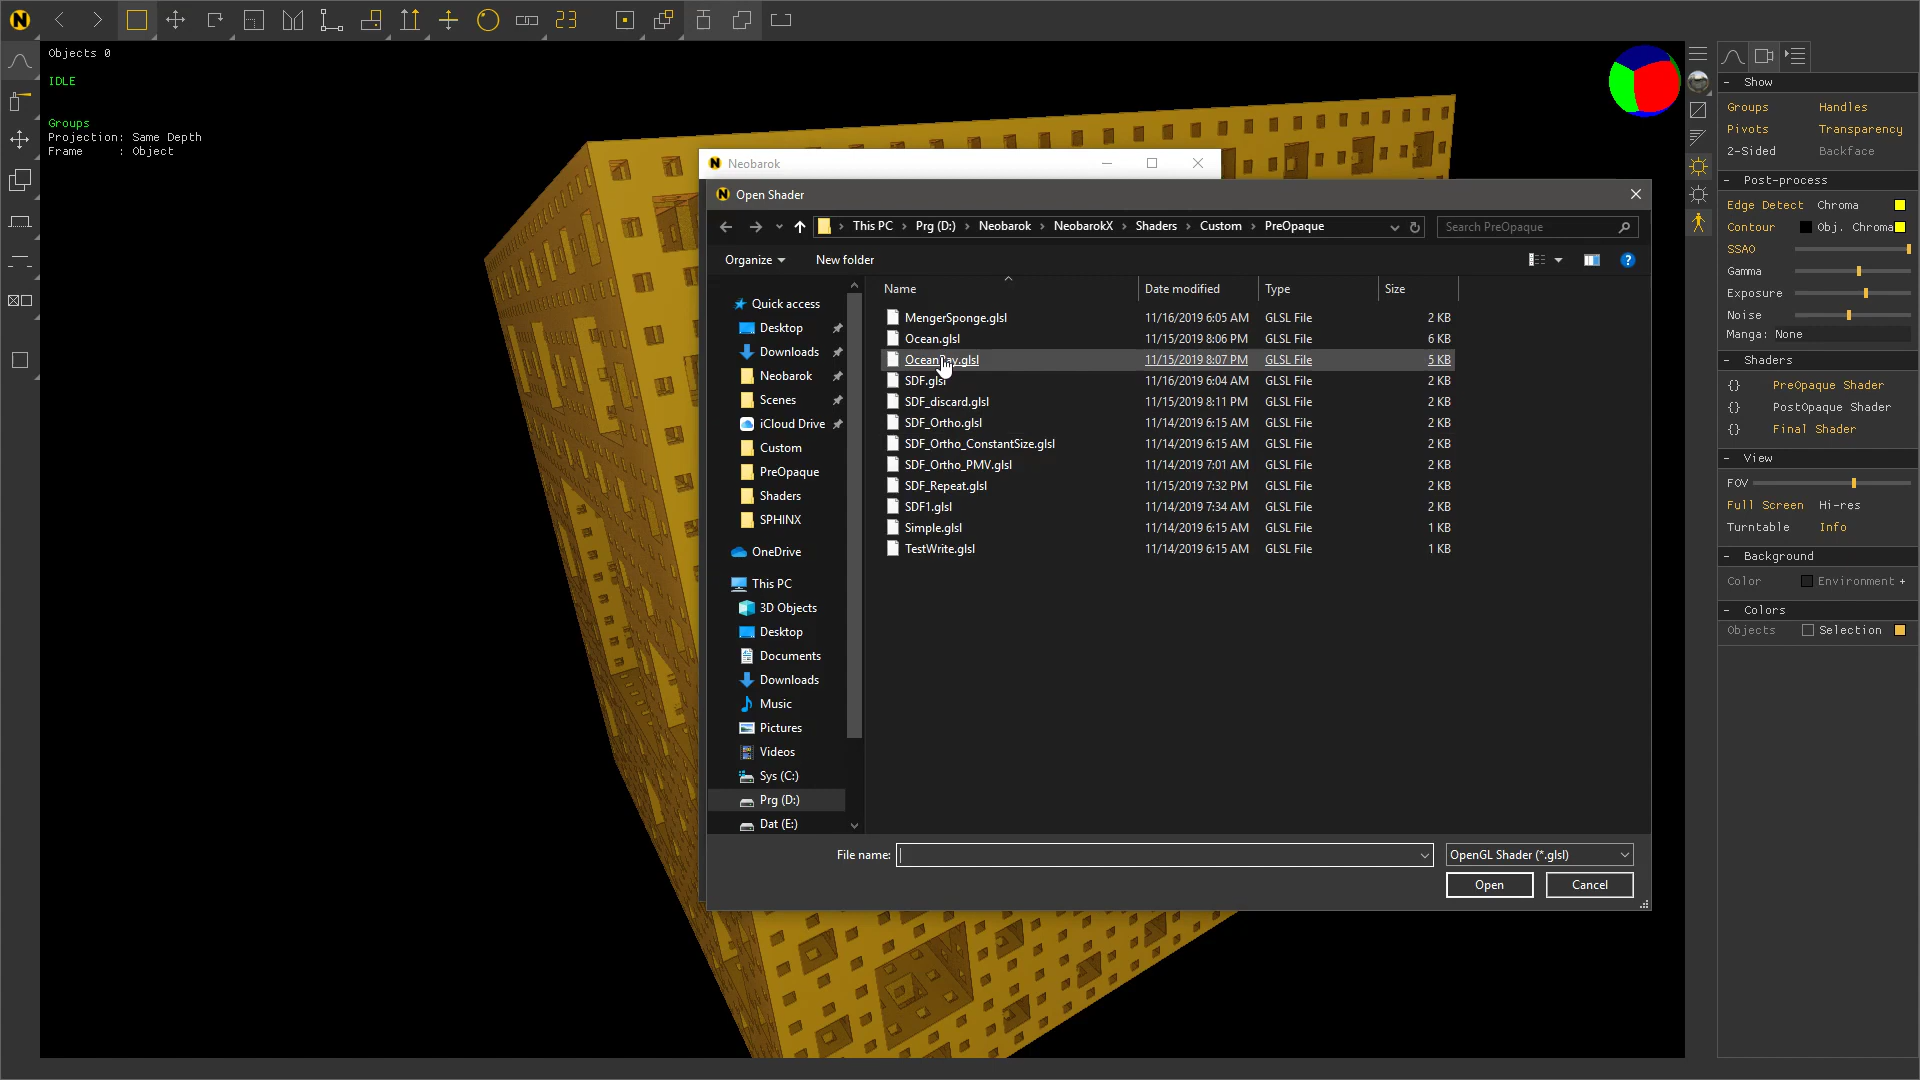 23
Objects 0
IDLE
Groups
Projection: Same Depth
Frame : Object
N Neobarok
N Open Shader
This PC > Prg (D:) > Neobarok > NeobarokX > Shaders > Custom > PreOpaque
Search PreOpaque
Organize New folder
?
Quick access
Desktop
Downloads
Neobarok
Scenes
iCloud Drive
Custom
PreOpaque
Shaders
SPHINX
OneDrive
This PC
3D Objects
Desktop
Documents
Downloads
Music
Pictures
Videos
Sys (C:)
Prg (D:)
Dat (E:)
Name Date modified Type Size
MengerSponge.glsl 11/16/2019 6:05 AM GLSL File 2 KB
Ocean.glsl 11/15/2019 8:06 PM GLSL File 6 KB
11/15/2019 8:07 PM GLSL File 5 KB
SDF.glsl 11/16/2019 6:04 AM GLSL File 2 KB
SDF_discard.glsl 11/15/2019 8:11 PM GLSL File 2 KB
SDF_Ortho.glsl 11/14/2019 6:15 AM GLSL File 2 KB
SDF_Ortho_ConstantSize.glsl 11/14/2019 6:15 AM GLSL File 2 KB
SDF_Ortho_PMV.glsl 11/14/2019 7:01 AM GLSL File 2 KB
SDF_Repeat.glsl 11/15/2019 7:32 PM GLSL File 2 KB
SDF1.glsl 11/14/2019 7:34 AM GLSL File 2 KB
Simple.glsl 11/14/2019 6:15 AM GLSL File 1 KB
TestWrite.glsl 11/14/2019 6:15 AM GLSL File 1 KB
File name:
OpenGL Shader (*.glsl)
Open Cancel
- Show
Groups Handles
Pivots Transparency
2-Sided Backface
- Post-process
Edge Detect Chroma
Contour Obj. Chroma
SSAO
Gamma
Exposure
Noise
Manga: None
- Shaders
{} PreOpaque Shader
{} PostOpaque Shader
{} Final Shader
- View
FOV
Full Screen Hi-res
Turntable Info
- Background
Color Environment +
- Colors
Objects Selection